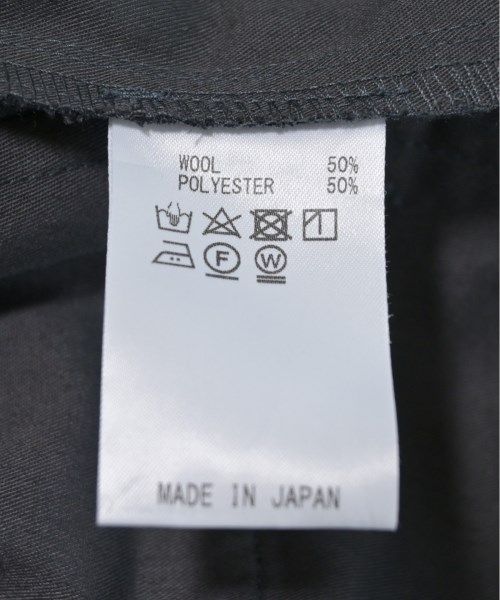 WOOL 50%
POLYESTER 50%
F W
MADE IN JAPAN